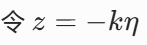 令 z = −kη